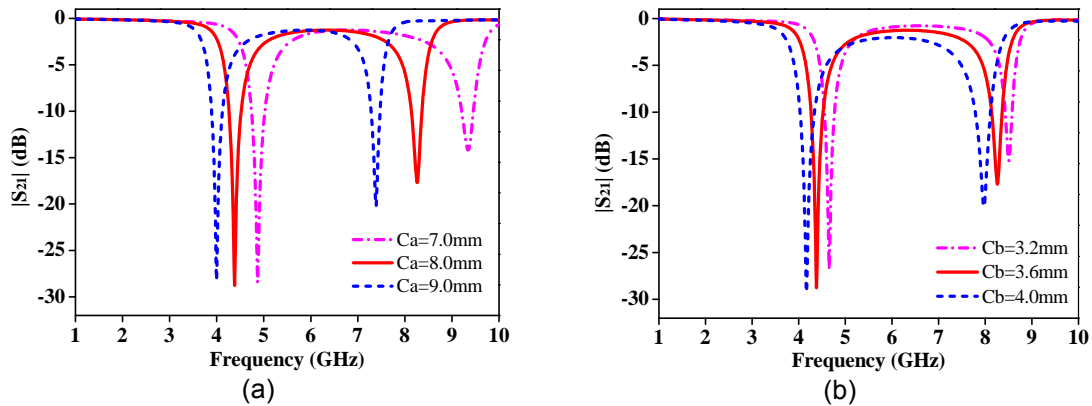 0
-5
-10
-15
-20
-25
-30
|S21| (dB)
Ca=7.0mm
Ca=8.0mm
Ca=9.0mm
1 2 3 4 5 6 7 8 9 10
Frequency (GHz)
(a)
0
-5
-10
-15
-20
-25
-30
|S21| (dB)
Cb=3.2mm
Cb=3.6mm
Cb=4.0mm
1 2 3 4 5 6 7 8 9 10
Frequency (GHz)
(b)